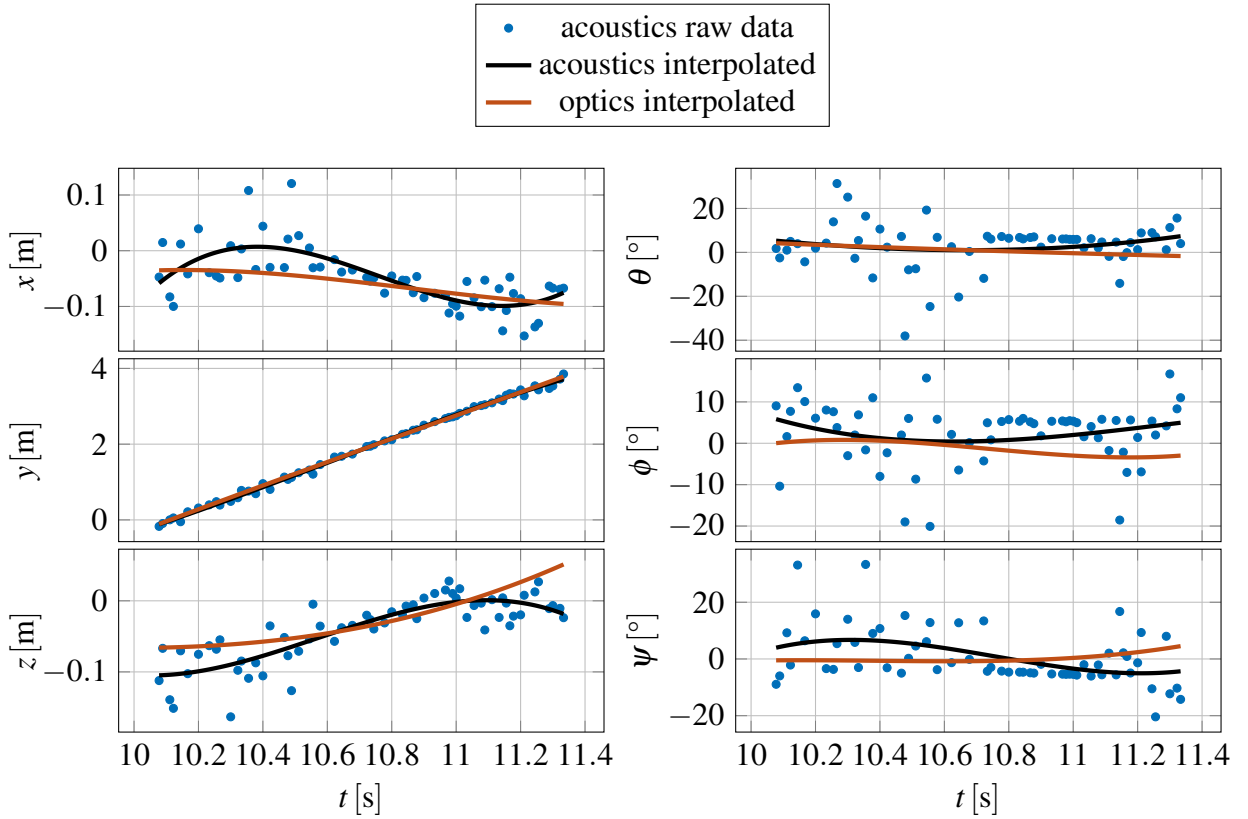 acoustics raw data
acoustics interpolated
optics interpolated
0.1
0
−0.1
x [m]
4
2
0
y [m]
0
−0.1
z [m]
10 10.2 10.4 10.6 10.8 11 11.2 11.4
t [s]
20
0
−20
−40
θ [°]
10
0
−10
−20
ϕ [°]
20
0
−20
ψ [°]
10 10.2 10.4 10.6 10.8 11 11.2 11.4
t [s]